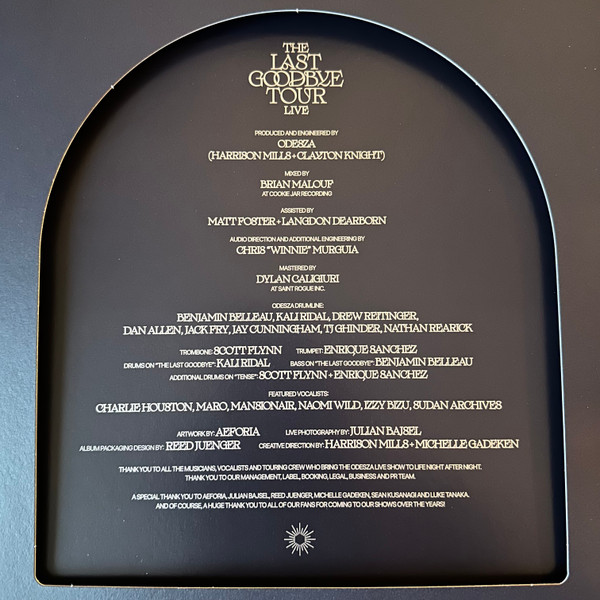 THE
LAST
GOODBYE
TOUR
LIVE
PRODUCED AND ENGINEERED BY
ODESZA
(HARRISON MILLS + CLAYTON KNIGHT)
MIXED BY
BRIAN MALOUF
AT COOKIE JAR RECORDING
ASSISTED BY
MATT FOSTER + LANGDON DEARBORN
AUDIO DIRECTION AND ADDITIONAL ENGINEERING BY
CHRIS "WINNIE" MURGUIA
MASTERED BY
DYLAN CALIGIURI
AT SAINT ROGUE INC.
ODESZA DRUMLINE:
BENJAMIN BELLEAU, KALI RIDAL, DREW REITINGER,
DAN ALLEN, JACK FRY, JAY CUNNINGHAM, TJ GHINDER, NATHAN REARICK
TROMBONE: SCOTT FLYNN TRUMPET: ENRIQUE SANCHEZ
DRUMS ON "THE LAST GOODBYE": KALI RIDAL BASS ON "THE LAST GOODBYE": BENJAMIN BELLEAU
ADDITIONAL DRUMS ON "TENSE": SCOTT FLYNN + ENRIQUE SANCHEZ
FEATURED VOCALISTS:
CHARLIE HOUSTON, MARO, MANSIONAIR, NAOMI WILD, IZZY BIZU, SUDAN ARCHIVES
ARTWORK BY: AEFORIA LIVE PHOTOGRAPHY BY: JULIAN BAJSEL
ALBUM PACKAGING DESIGN BY: REED JUENGER CREATIVE DIRECTION BY: HARRISON MILLS + MICHELLE GADEKEN
THANK YOU TO ALL THE MUSICIANS, VOCALISTS AND TOURING CREW WHO BRING THE ODESZA LIVE SHOW TO LIFE NIGHT AFTER NIGHT.
THANK YOU TO OUR MANAGEMENT, LABEL, BOOKING, LEGAL, BUSINESS AND PR TEAM.
A SPECIAL THANK YOU TO AEFORIA, JULIAN BAJSEL, REED JUENGER, MICHELLE GADEKEN, SEAN KUSANAGI AND LUKE TANAKA.
AND OF COURSE, A HUGE THANK YOU TO ALL OF OUR FANS FOR COMING TO OUR SHOWS OVER THE YEARS!